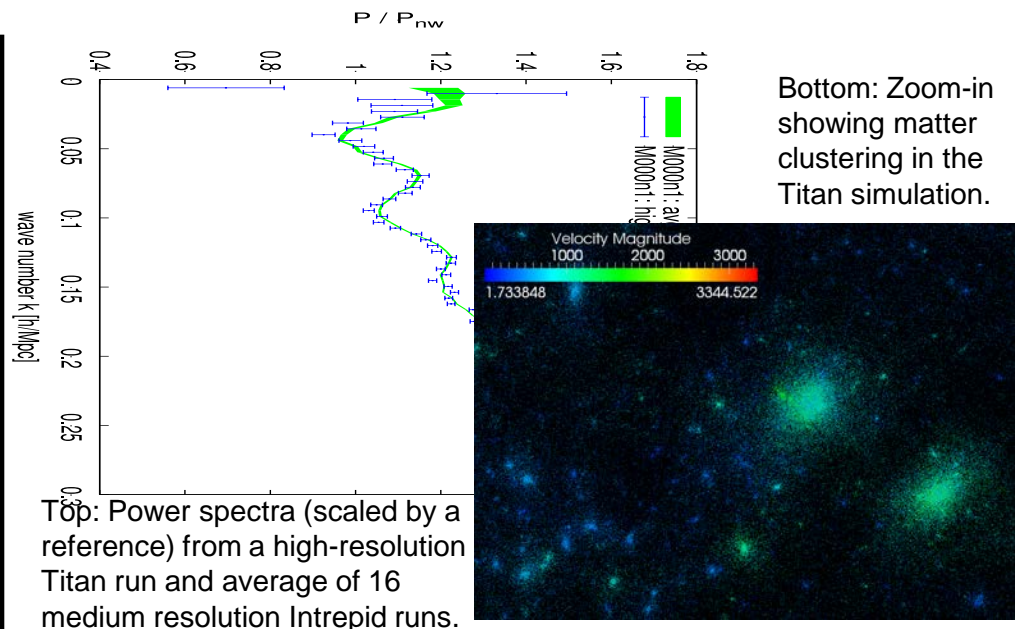 P / Pnw
0.4
0.6
0.8
1
1.2
1.4
1.6
1.8
0
0.05
0.1
0.15
0.2
0.25
wave number k [h/Mpc]
M000n1:
M000n1:
Bottom: Zoom-in
showing matter
clustering in the
Titan simulation.
Velocity Magnitude
1000 2000 3000
1.733848 3344.522
Top: Power spectra (scaled by a
reference) from a high-resolution
Titan run and average of 16
medium resolution Intrepid runs.